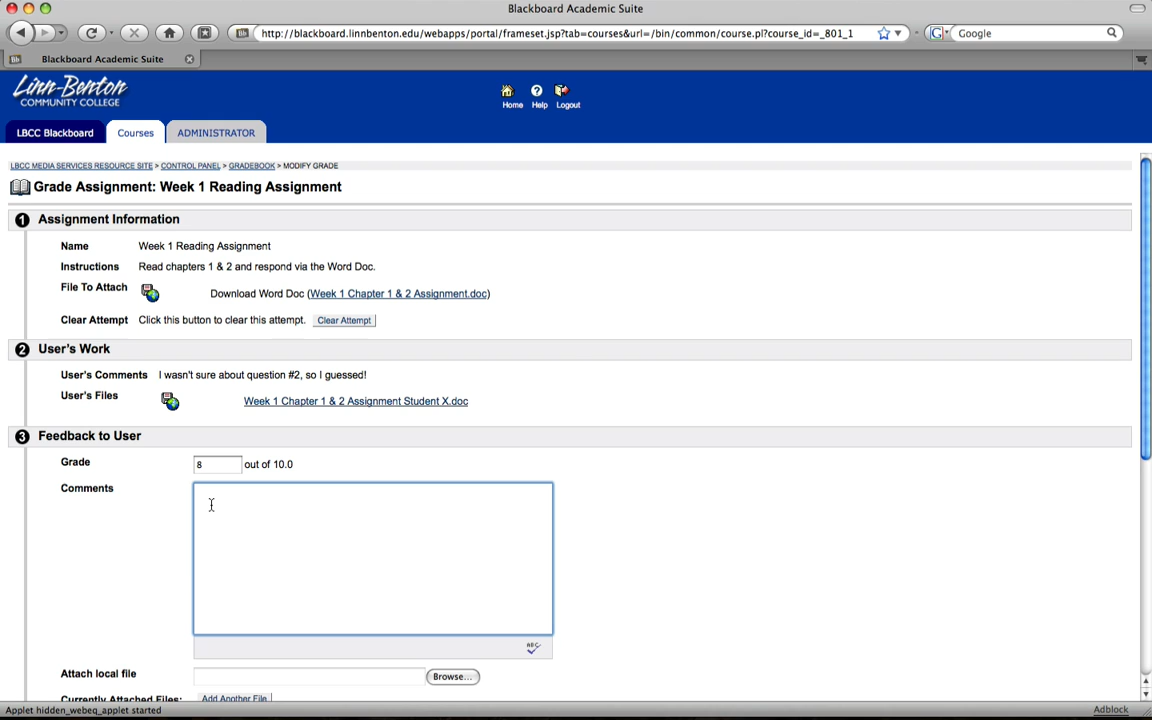 Blackboard Academic Suite
http://blackboard.linnbenton.edu/webapps/portal/frameset.jsp?tab=courses&url=/bin/common/course.pl?course_id=_801_1
Google
Bb Blackboard Academic Suite
Linn-Benton
COMMUNITY COLLEGE
Home Help Logout
LBCC Blackboard Courses ADMINISTRATOR
LBCC MEDIA SERVICES RESOURCE SITE > CONTROL PANEL > GRADEBOOK > MODIFY GRADE
Grade Assignment: Week 1 Reading Assignment
1 Assignment Information
Name Week 1 Reading Assignment
Instructions Read chapters 1 & 2 and respond via the Word Doc.
File To Attach Download Word Doc (Week 1 Chapter 1 & 2 Assignment.doc)
Clear Attempt Click this button to clear this attempt. Clear Attempt
2 User's Work
User's Comments I wasn't sure about question #2, so I guessed!
User's Files Week 1 Chapter 1 & 2 Assignment Student X.doc
3 Feedback to User
Grade 8 out of 10.0
Comments
ABC
Attach local file Browse...
Currently Attached Files: Add Another File
Applet hidden_webeq_applet started Adblock